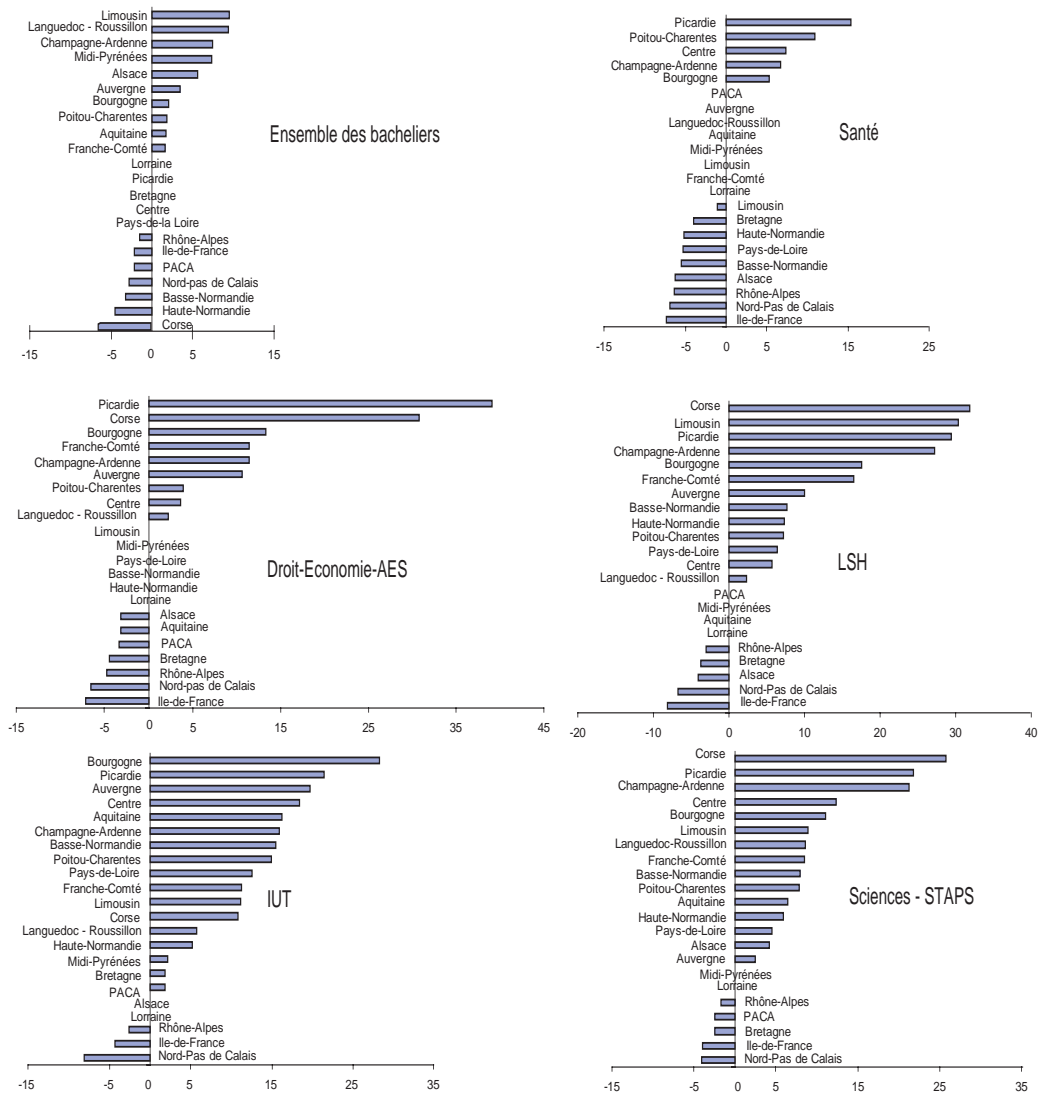 Limousin
Languedoc - Roussillon
Champagne-Ardenne
Midi-Pyrénées
Alsace
Auvergne
Bourgogne
Poitou-Charentes
Aquitaine
Franche-Comté
Lorraine
Picardie
Bretagne
Centre
Pays-de-la Loire
Rhône-Alpes
Ile-de-France
PACA
Nord-pas de Calais
Basse-Normandie
Haute-Normandie
Corse
Ensemble des bacheliers
-15 -5 0 5 15
Picardie
Poitou-Charentes
Centre
Champagne-Ardenne
Bourgogne
PACA
Auvergne
Languedoc-Roussillon
Aquitaine
Midi-Pyrénées
Limousin
Franche-Comté
Lorraine
Limousin
Bretagne
Haute-Normandie
Pays-de-Loire
Basse-Normandie
Alsace
Rhône-Alpes
Nord-Pas de Calais
Ile-de-France
Santé
-15 -5 0 5 15 25
Picardie
Corse
Bourgogne
Franche-Comté
Champagne-Ardenne
Auvergne
Poitou-Charentes
Centre
Languedoc - Roussillon
Limousin
Midi-Pyrénées
Pays-de-Loire
Basse-Normandie
Haute-Normandie
Lorraine
Alsace
Aquitaine
PACA
Bretagne
Rhône-Alpes
Nord-pas de Calais
Ile-de-France
Droit-Economie-AES
-15 -5 0 5 15 25 35 45
Corse
Limousin
Picardie
Champagne-Ardenne
Bourgogne
Franche-Comté
Auvergne
Basse-Normandie
Haute-Normandie
Poitou-Charentes
Pays-de-Loire
Centre
Languedoc - Roussillon
PACA
Midi-Pyrénées
Aquitaine
Lorraine
Rhône-Alpes
Bretagne
Alsace
Nord-Pas de Calais
Ile-de-France
LSH
-20 -10 0 10 20 30 40
Bourgogne
Picardie
Auvergne
Centre
Aquitaine
Champagne-Ardenne
Basse-Normandie
Poitou-Charentes
Pays-de-Loire
Franche-Comté
Limousin
Corse
Languedoc - Roussillon
Haute-Normandie
Midi-Pyrénées
Bretagne
PACA
Alsace
Lorraine
Rhône-Alpes
Ile-de-France
Nord-Pas de Calais
IUT
-15 -5 0 5 15 25 35
Corse
Picardie
Champagne-Ardenne
Centre
Bourgogne
Limousin
Languedoc-Roussillon
Franche-Comté
Basse-Normandie
Poitou-Charentes
Aquitaine
Haute-Normandie
Pays-de-Loire
Alsace
Auvergne
Midi-Pyrénées
Lorraine
Rhône-Alpes
PACA
Bretagne
Ile-de-France
Nord-Pas de Calais
Sciences - STAPS
-15 -5 0 5 15 25 35